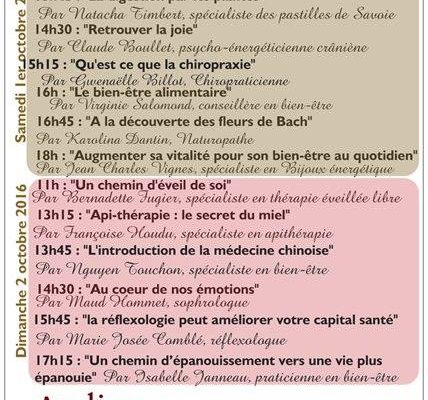 Samedi 1er octobre 2
Par Natacha Timbert, spécialiste des pastilles de Savoie
14h30 : "Retrouver la joie"
Par Claude Boullet, psycho-énergéticienne crânière
15h15 : "Qu'est ce que la chiropraxie"
Par Gwenaëlle Billot, Chiropraticienne
16h : "Le bien-être alimentaire"
Par Virginie Salomond, conseillère en bien-être
16h45 : "A la découverte des fleurs de Bach"
Par Karolina Dantin, Naturopathe
18h : "Augmenter sa vitalité pour son bien-être au quotidien"
Par Jean Charles Vignes, spécialiste en Bijoux énergétique
Dimanche 2 octobre 2016
11h : "Un chemin d'éveil de soi"
Par Bernadette Fugier, spécialiste en thérapie éveillée libre
13h15 : "Api-thérapie : le secret du miel"
Par Françoise Houdu, spécialiste en apithérapie
13h45 : "L'introduction de la médecine chinoise"
Par Nguyen Touchon, spécialiste en bien-être
14h30 : "Au coeur de nos émotions"
Par Maud Hommet, sophrologue
15h45 : "la réflexologie peut améliorer votre capital santé"
Par Marie Josée Comblé, réflexologue
17h15 : "Un chemin d'épanouissement vers une vie plus
épanouie" Par Isabelle Janneau, praticienne en bien-être